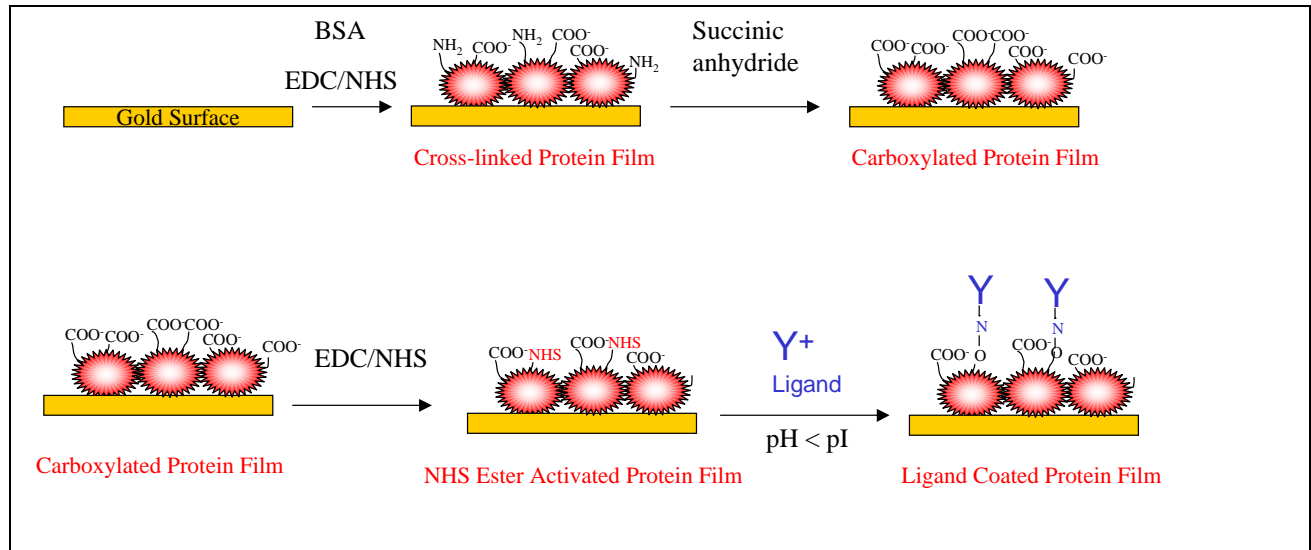 BSA
EDC/NHS
Gold Surface
NH₂ COO⁻ NH₂ COO⁻ COO⁻ NH₂
Cross-linked Protein Film
Succinic
anhydride
COO⁻ COO⁻ COO⁻ COO⁻ COO⁻ COO⁻
Carboxylated Protein Film
COO⁻ COO⁻ COO⁻ COO⁻ COO⁻ COO⁻
Carboxylated Protein Film
EDC/NHS
COO⁻ NHS COO⁻ NHS COO⁻
NHS Ester Activated Protein Film
Y⁺
Ligand
pH < pI
Y Y
N N
O O
COO⁻ COO⁻ COO⁻
Ligand Coated Protein Film